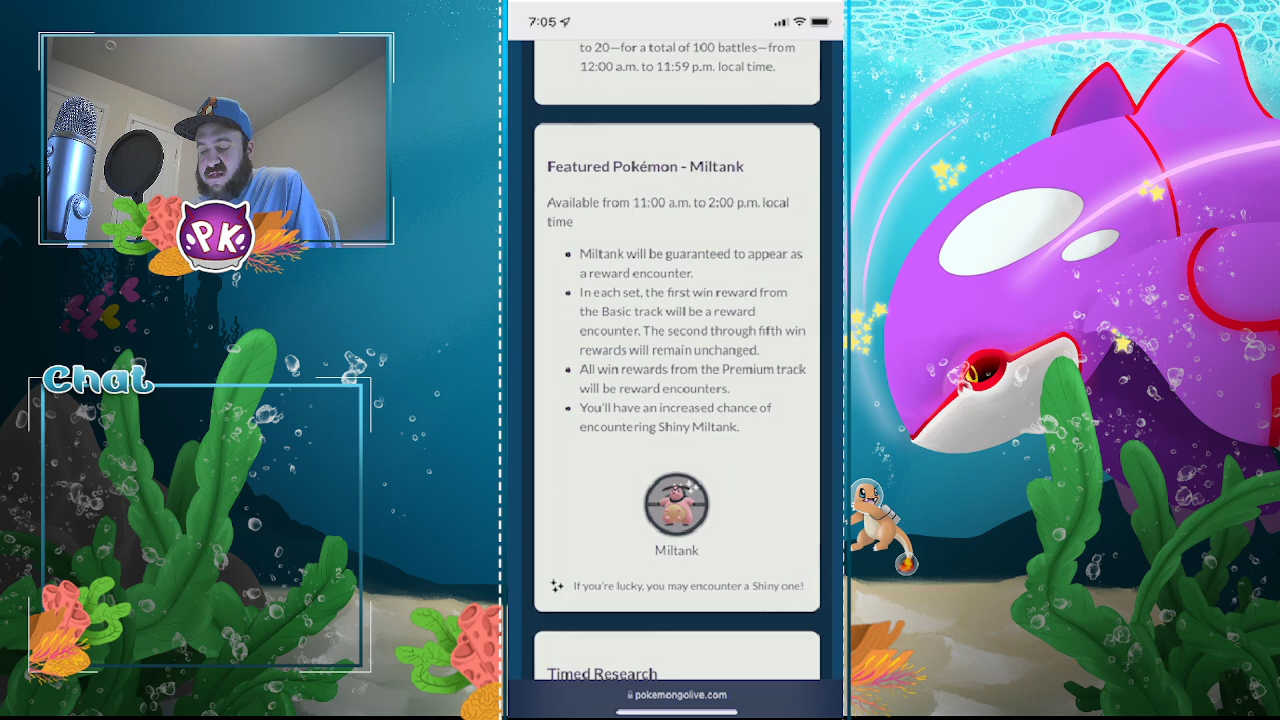 7:05
to 20—for a total of 100 battles—from
12:00 a.m. to 11:59 p.m. local time.
Featured Pokémon - Miltank
Available from 11:00 a.m. to 2:00 p.m. local
time
• Miltank will be guaranteed to appear as
a reward encounter.
• In each set, the first win reward from
the Basic track will be a reward
encounter. The second through fifth win
rewards will remain unchanged.
• All win rewards from the Premium track
will be reward encounters.
• You'll have an increased chance of
encountering Shiny Miltank.
Miltank
If you're lucky, you may encounter a Shiny one!
Timed Research
pokemongolive.com
PK
Chat